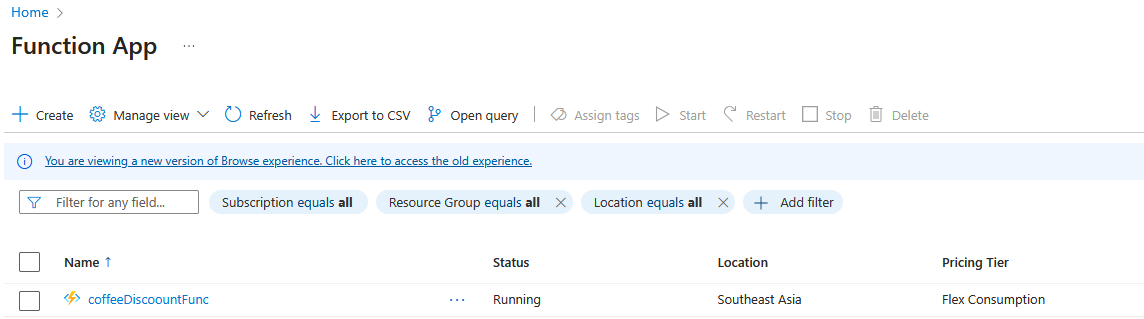 Home >
Function App ...
Create Manage view Refresh Export to CSV Open query Assign tags Start Restart Stop Delete
You are viewing a new version of Browse experience. Click here to access the old experience.
Filter for any field... Subscription equals all Resource Group equals all Location equals all Add filter
Name ↑ Status Location Pricing Tier
coffeeDiscoountFunc ... Running Southeast Asia Flex Consumption